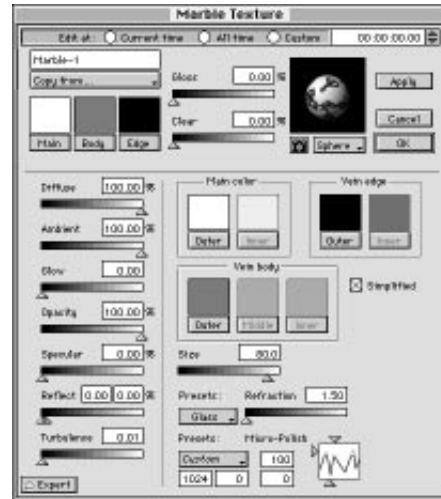 Marble Texture
Edit at: Current time All time Custom 00:00:00.00
Marble-1
Copy from...
Gloss 0.00 %
Clear 0.00 %
Apply
Cancel
OK
Main Body Edge
Sphere
Diffuse 100.00 %
Ambient 100.00 %
Glow 0.00
Opacity 100.00 %
Specular 0.00 %
Reflect 0.00 0.00 %
Turbulence 0.01
Expert
Main color
Outer Inner
Vein edge
Outer Inner
Vein body
Outer Middle Inner
Simplified
Size 80.0
Presets: Refraction 1.50
Glass
Presets: Micro-Polish
Custom 100
1024 0 0